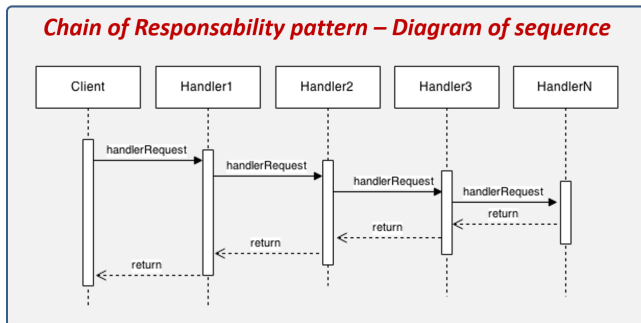 Chain of Responsability pattern – Diagram of sequence
Client
Handler1
Handler2
Handler3
HandlerN
handlerRequest
handlerRequest
handlerRequest
handlerRequest
return
return
return
return